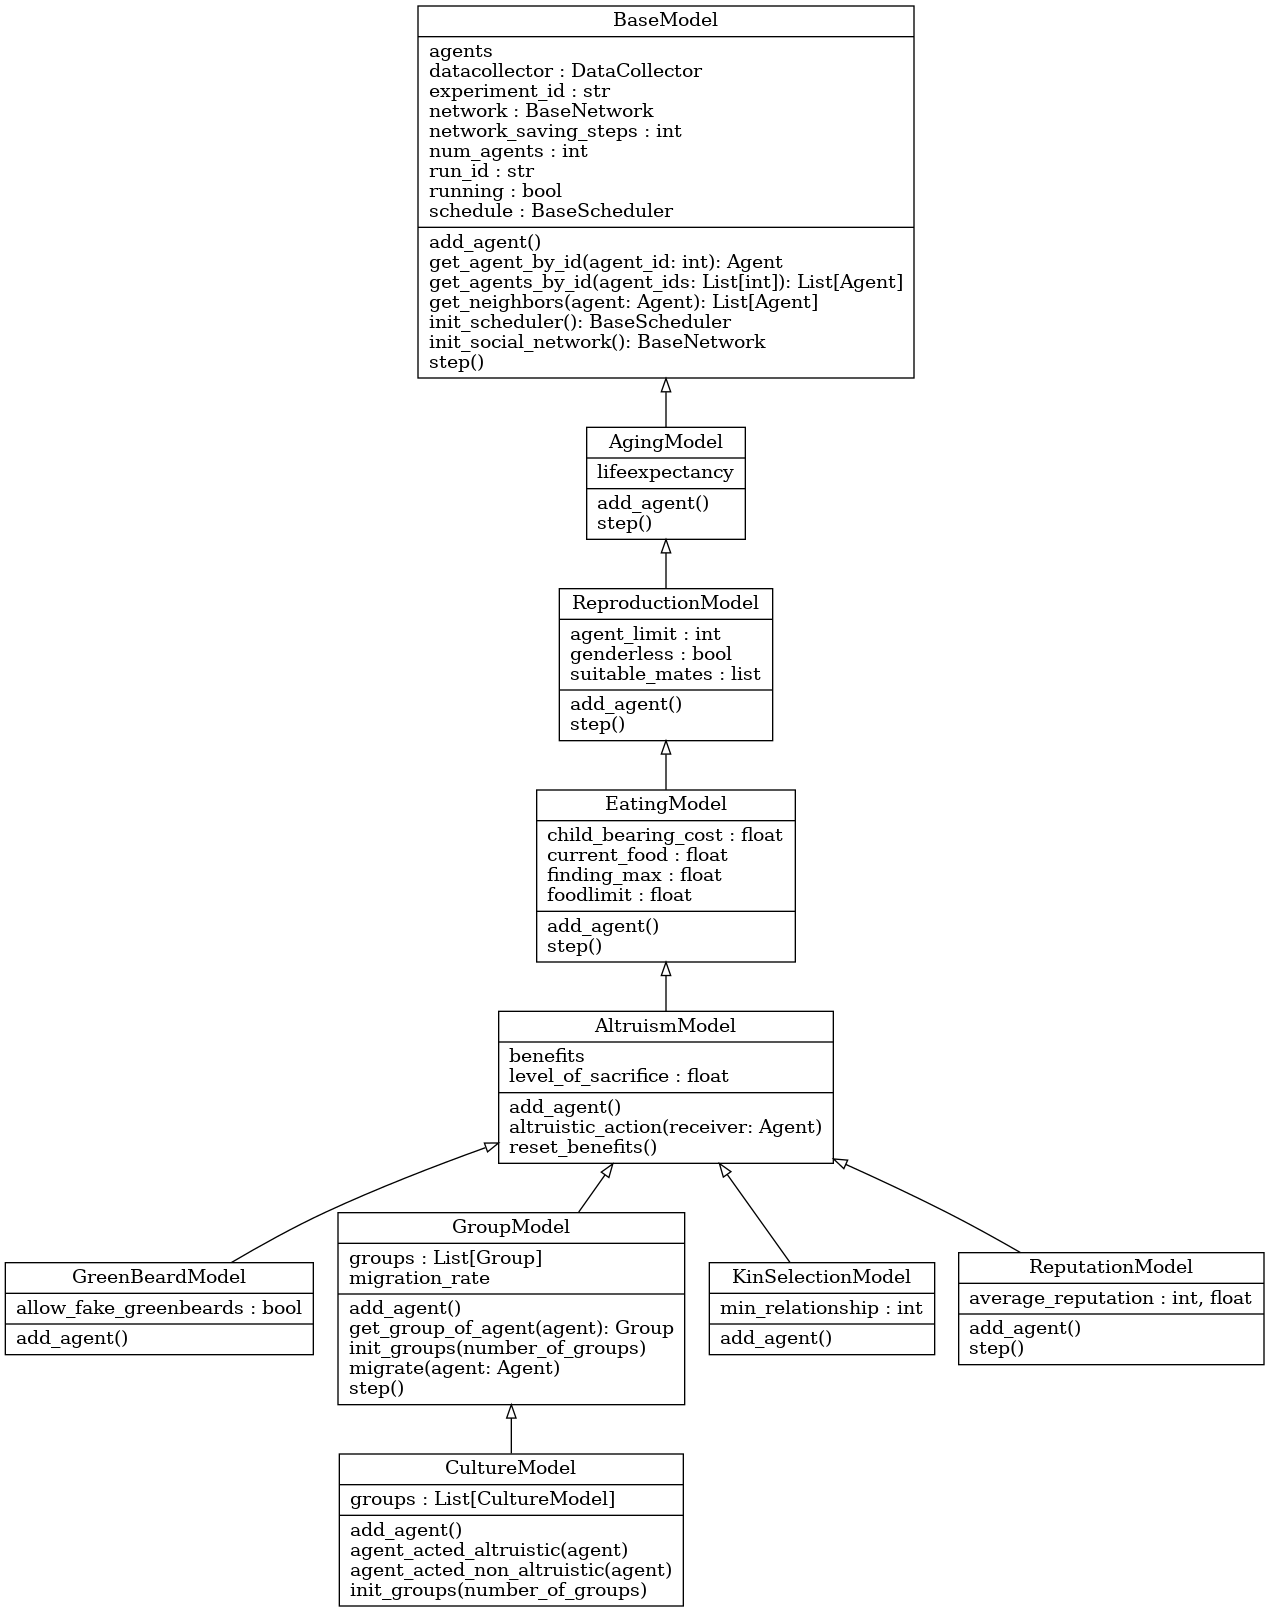 BaseModel
agents
datacollector : DataCollector
experiment_id : str
network : BaseNetwork
network_saving_steps : int
num_agents : int
run_id : str
running : bool
schedule : BaseScheduler
add_agent()
get_agent_by_id(agent_id: int): Agent
get_agents_by_id(agent_ids: List[int]): List[Agent]
get_neighbors(agent: Agent): List[Agent]
init_scheduler(): BaseScheduler
init_social_network(): BaseNetwork
step()
AgingModel
lifeexpectancy
add_agent()
step()
ReproductionModel
agent_limit : int
genderless : bool
suitable_mates : list
add_agent()
step()
EatingModel
child_bearing_cost : float
current_food : float
finding_max : float
foodlimit : float
add_agent()
step()
AltruismModel
benefits
level_of_sacrifice : float
add_agent()
altruistic_action(receiver: Agent)
reset_benefits()
GreenBeardModel
allow_fake_greenbeards : bool
add_agent()
GroupModel
groups : List[Group]
migration_rate
add_agent()
get_group_of_agent(agent): Group
init_groups(number_of_groups)
migrate(agent: Agent)
step()
KinSelectionModel
min_relationship : int
add_agent()
ReputationModel
average_reputation : int, float
add_agent()
step()
CultureModel
groups : List[CultureModel]
add_agent()
agent_acted_altruistic(agent)
agent_acted_non_altruistic(agent)
init_groups(number_of_groups)